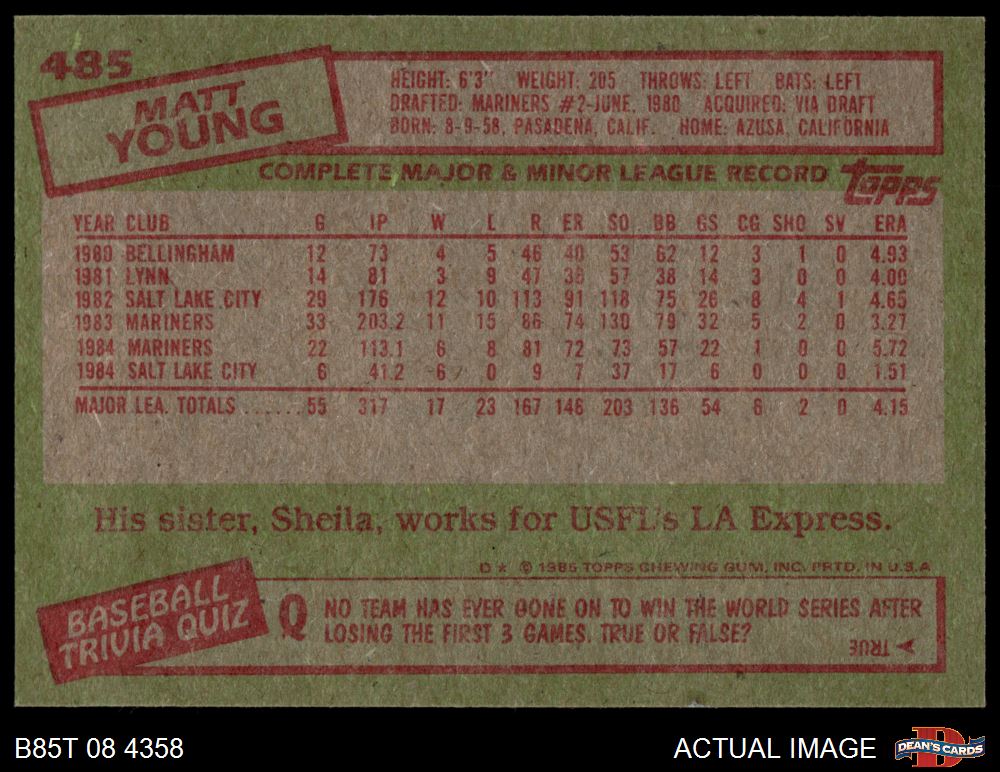 485
MATT
YOUNG
HEIGHT: 6'3" WEIGHT: 205 THROWS: LEFT BATS: LEFT
DRAFTED: MARINERS #2-JUNE, 1980 ACQUIRED: VIA DRAFT
BORN: 8-9-58, PASADENA, CALIF. HOME: AZUSA, CALIFORNIA
COMPLETE MAJOR & MINOR LEAGUE RECORD topps
YEAR CLUB G IP W L R ER SO BB GS CG SHO SV ERA
1980 BELLINGHAM 12 73 4 5 46 40 53 62 12 3 1 0 4.93
1981 LYNN 14 81 3 9 47 36 57 38 14 3 0 0 4.00
1982 SALT LAKE CITY 29 176 12 10 113 91 118 75 26 8 4 1 4.65
1983 MARINERS 33 203.2 11 15 86 74 130 79 32 5 2 0 3.27
1984 MARINERS 22 113.1 6 8 81 72 73 57 22 1 0 0 5.72
1984 SALT LAKE CITY 6 41.2 6 0 9 7 37 17 6 0 0 0 1.51
MAJOR LEA. TOTALS ......55 317 17 23 167 146 203 136 54 6 2 0 4.15
His sister, Sheila, works for USFL's LA Express.
D * © 1985 TOPPS CHEWING GUM, INC. PRTD. IN U.S.A
BASEBALL
TRIVIA QUIZ
Q NO TEAM HAS EVER GONE ON TO WIN THE WORLD SERIES AFTER
LOSING THE FIRST 3 GAMES. TRUE OR FALSE?
A TRUE
B85T 08 4358
ACTUAL IMAGE
D
DEAN'S CARDS